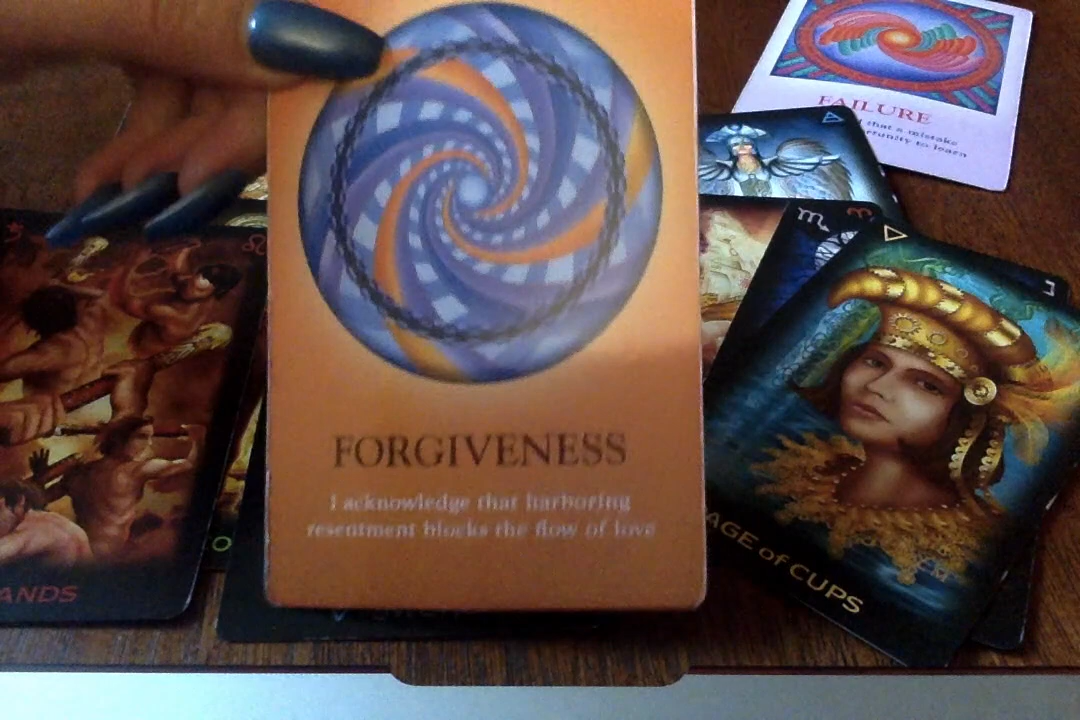 FORGIVENESS
I acknowledge that harboring
resentment blocks the flow of love
FAILURE
that a mistake
to learn
AGE of CUPS
ANDS